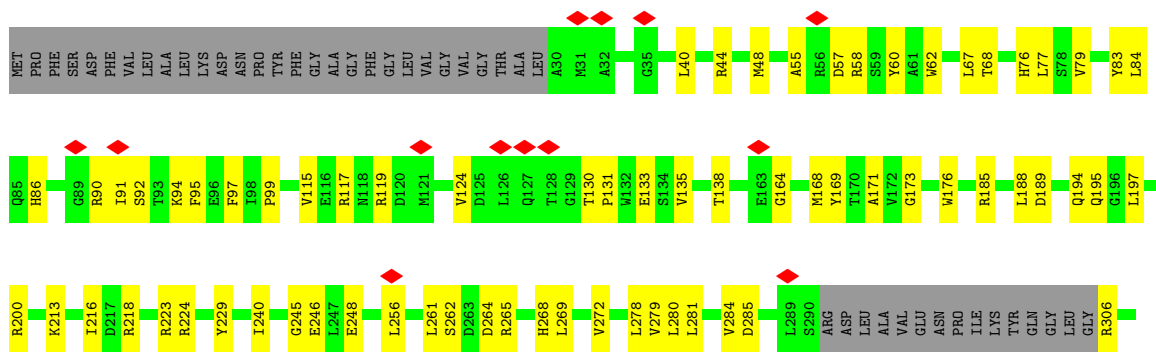 MET PRO PHE SER ASP PHE VAL LEU ALA LEU LYS ASP ASN PRO TYR PHE GLY ALA GLY PHE GLY LEU VAL GLY VAL GLY THR ALA LEU A30 M31 A32 G35 L40 R44 M48 A55 R56 D57 R58 S59 Y60 A61 W62 L67 T68 H76 L77 S78 V79 Y83 L84
Q85 H86 G89 R90 I91 S92 T93 K94 F95 E96 F97 I98 P99 V115 E116 R117 N118 R119 D120 M121 V124 D125 L126 Q127 T128 G129 T130 P131 W132 E133 S134 V135 T138 E163 G164 M168 Y169 T170 A171 V172 G173 W176 R185 L188 D189 Q194 Q195 G196 L197
R200 K213 I216 D217 R218 R223 R224 Y229 I240 G245 E246 L247 E248 L256 L261 S262 D263 D264 R265 H268 L269 V272 L278 V279 L280 L281 V284 D285 L289 S290 ARG ASP LEU ALA VAL GLU ASN PRO ILE LYS TYR GLN GLY LEU GLY R306